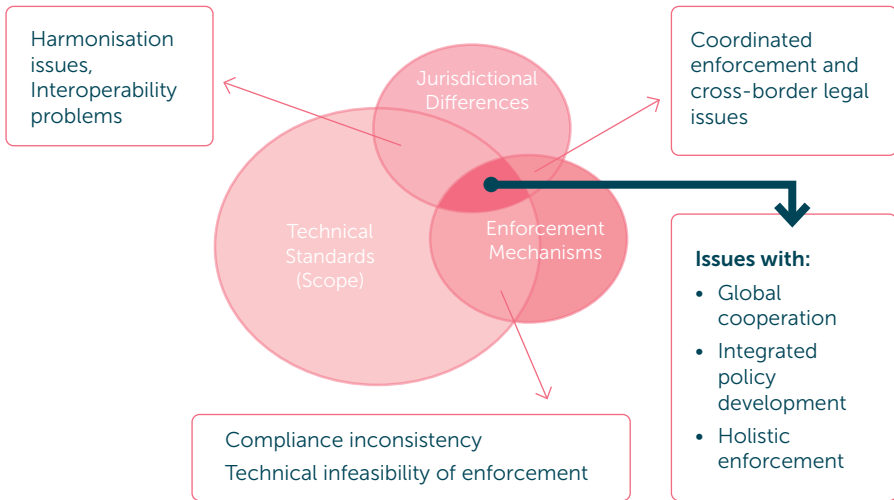 Harmonisation
issues,
Interoperability
problems
Jurisdictional
Differences
Coordinated
enforcement and
cross-border legal
issues
Technical
Standards
(Scope)
Enforcement
Mechanisms
Issues with:
• Global
cooperation
• Integrated
policy
development
• Holistic
enforcement
Compliance inconsistency
Technical infeasibility of enforcement